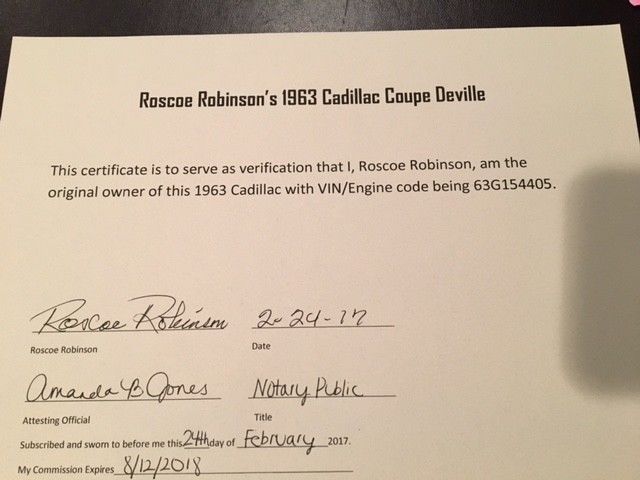 Roscoe Robinson's 1963 Cadillac Coupe Deville
This certificate is to serve as verification that I, Roscoe Robinson, am the
original owner of this 1963 Cadillac with VIN/Engine code being 63G154405.
Roscoe Robinson 2-24-17
Roscoe Robinson Date
Amanda B Jones Notary Public
Attesting Official Title
Subscribed and sworn to before me this 24th day of February 2017.
My Commission Expires 8/12/2018